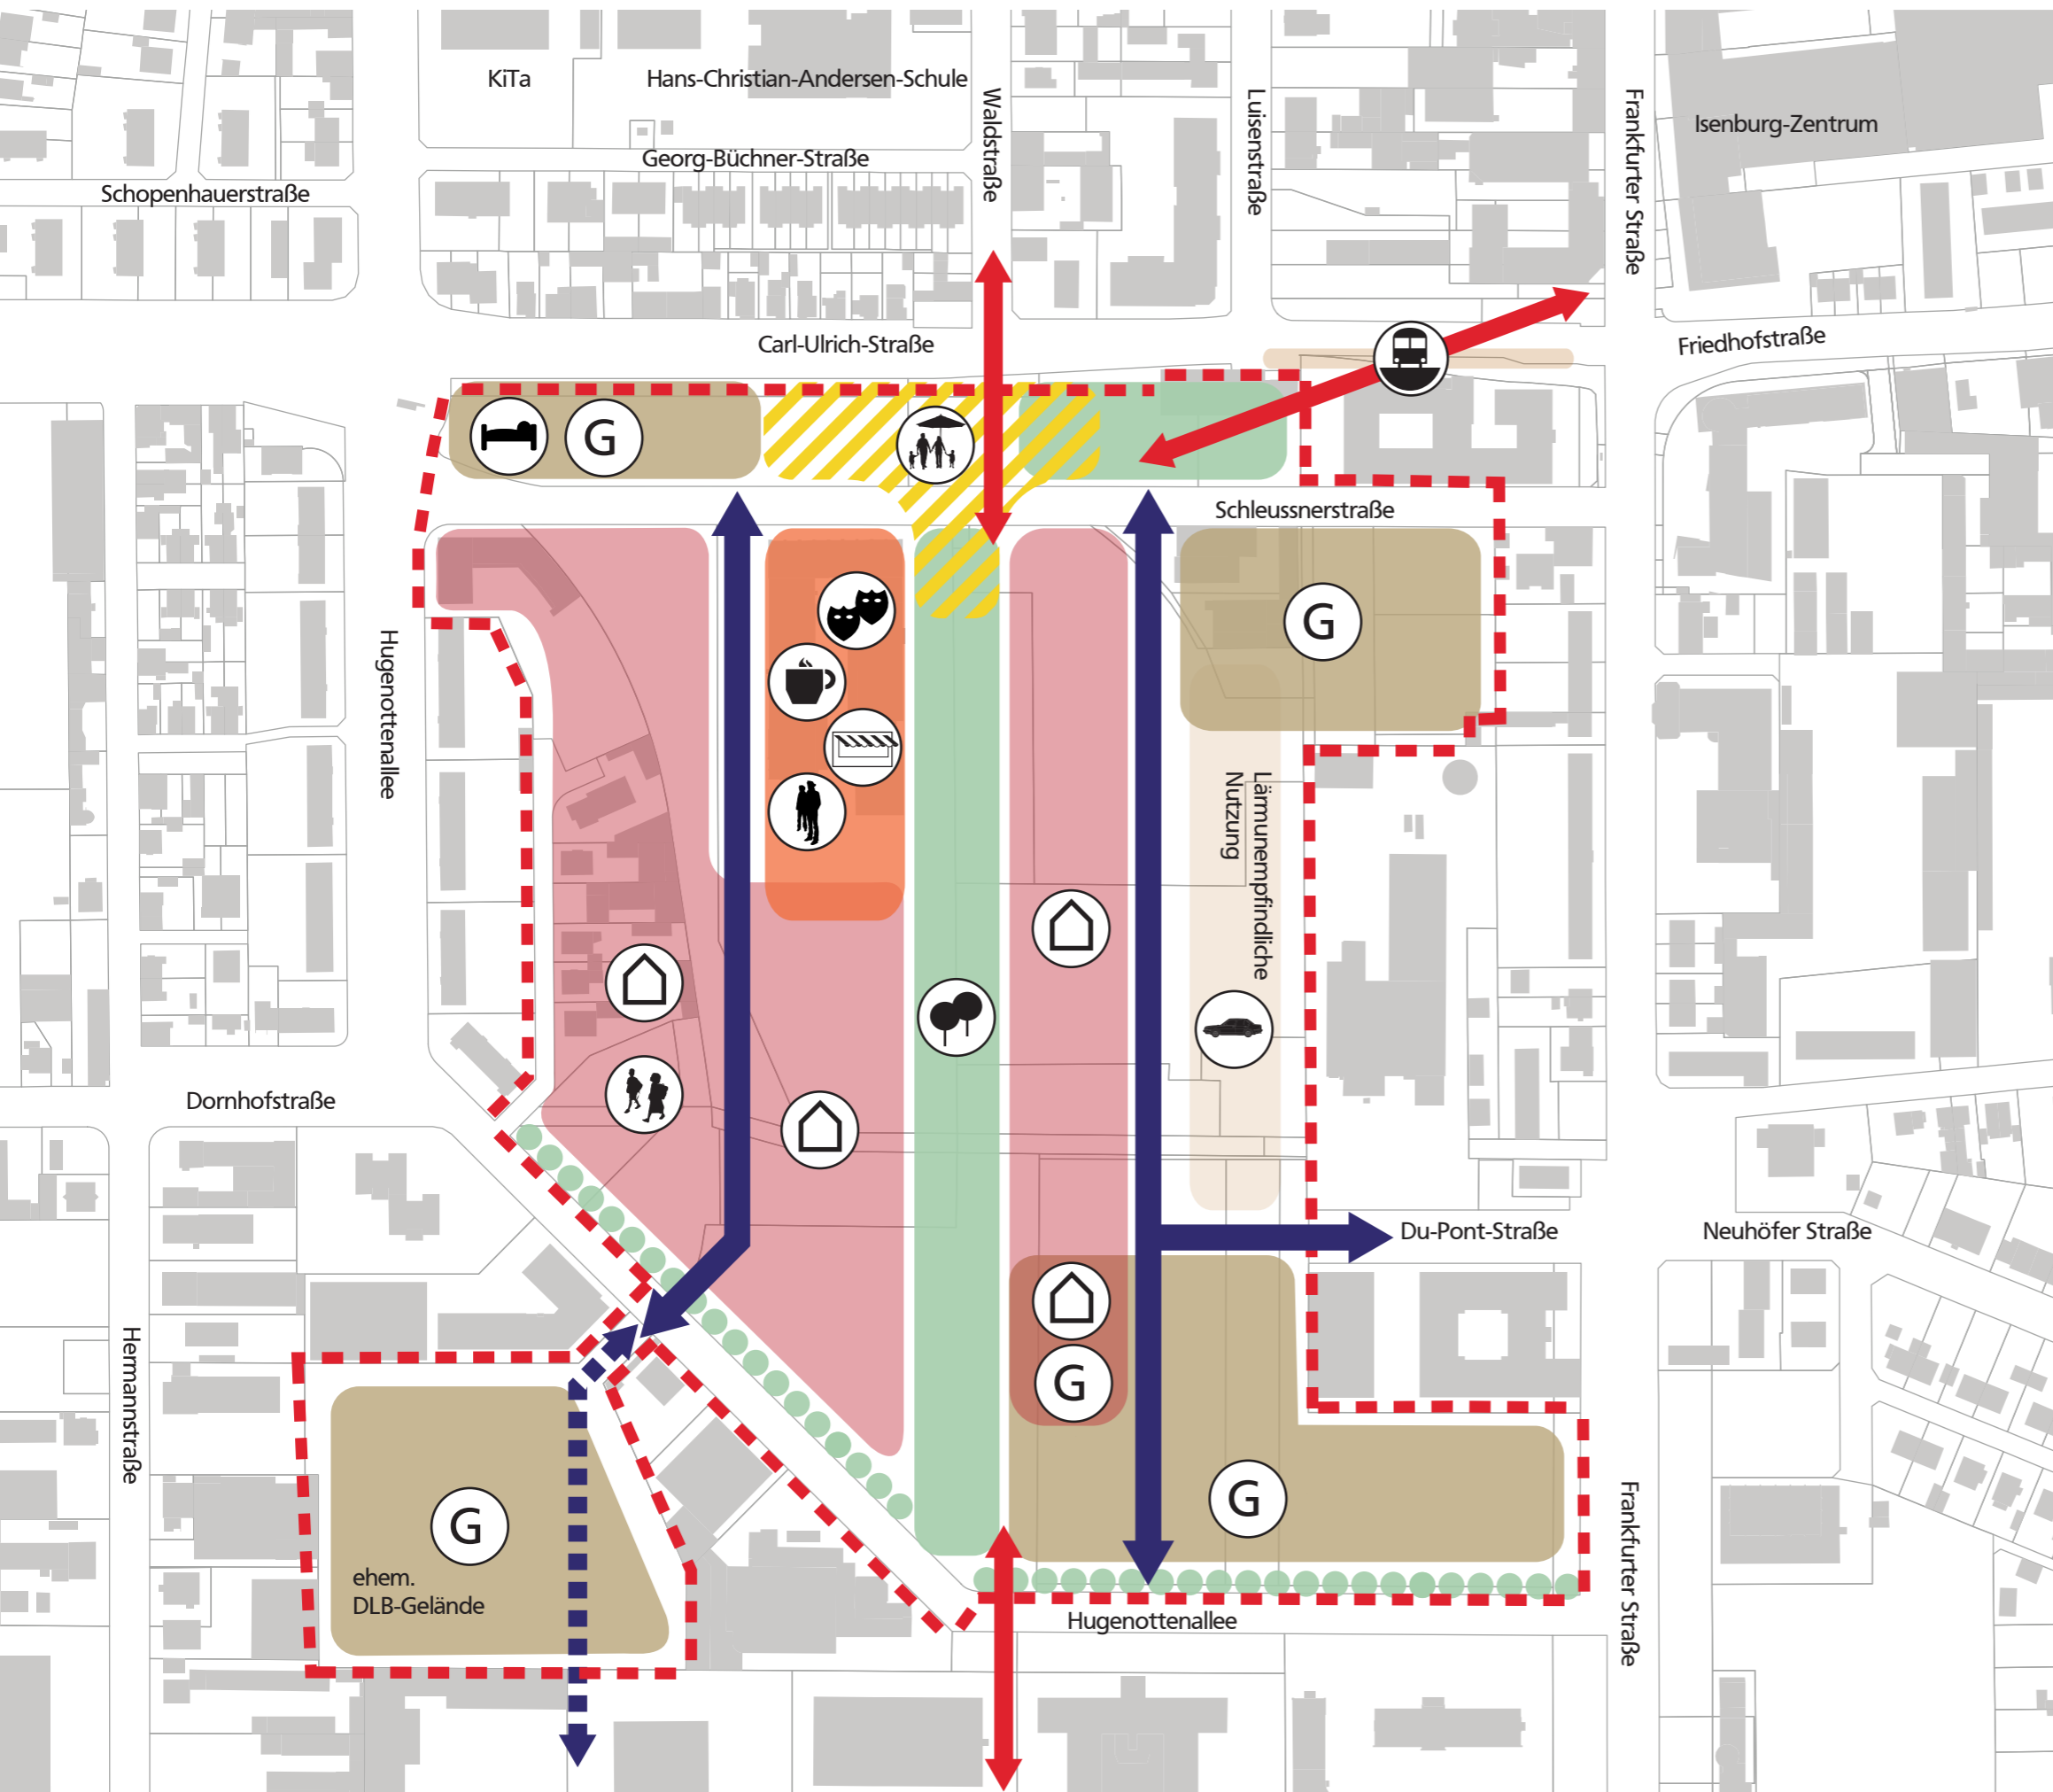 KiTa
Hans-Christian-Andersen-Schule
Waldstraße
Luisenstraße
Frankfurter Straße
Isenburg-Zentrum
Georg-Büchner-Straße
Schopenhauerstraße
Carl-Ulrich-Straße
Friedhofstraße
G
Schleussnerstraße
G
Hugenottenallee
Lärmunempfindliche
Nutzung
Dornhofstraße
Du-Pont-Straße
Neuhöfer Straße
Hermannstraße
G
G
G
Frankfurter Straße
ehem.
DLB-Gelände
Hugenottenallee